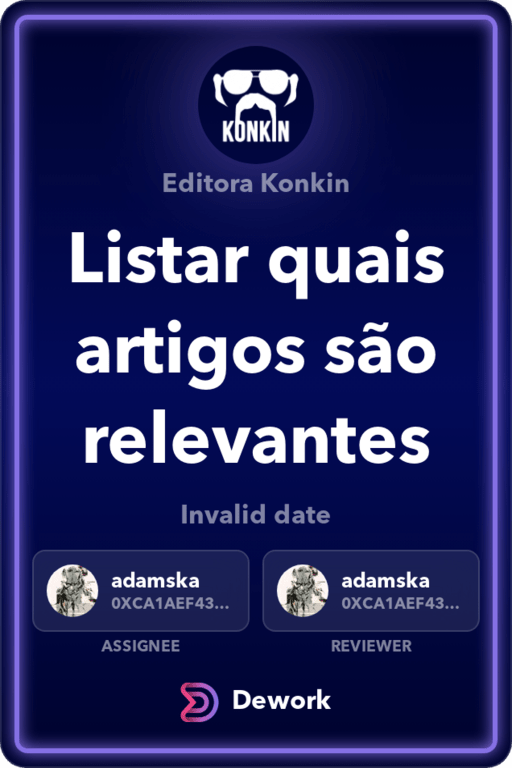 KONKIN
Editora Konkin
Listar quais
artigos são
relevantes
Invalid date
adamska
0XCA1AEF43...
adamska
0XCA1AEF43...
ASSIGNEE
REVIEWER
Dework